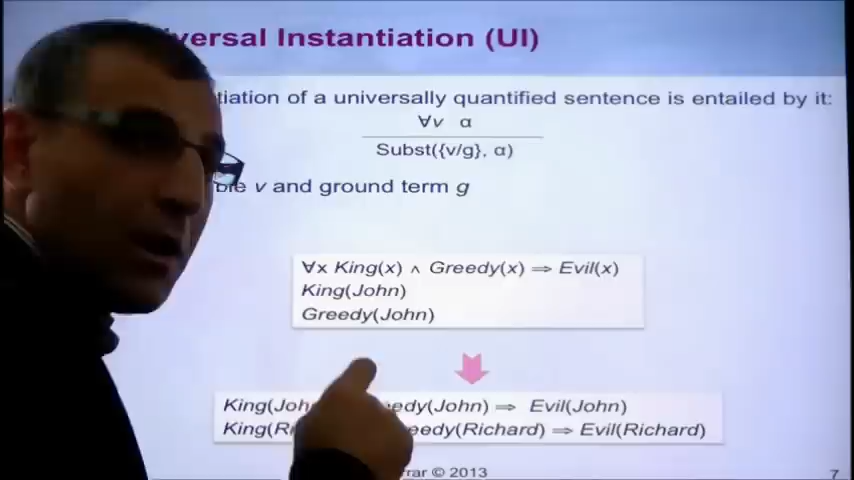 versal Instantiation (UI)
tiation of a universally quantified sentence is entailed by it:
∀v α
Subst({v/g}, α)
ble v and ground term g
∀x King(x) ∧ Greedy(x) ⇒ Evil(x)
King(John)
Greedy(John)
King(Joh eedy(John) ⇒ Evil(John)
King(Ri eedy(Richard) ⇒ Evil(Richard)
rrar © 2013
7